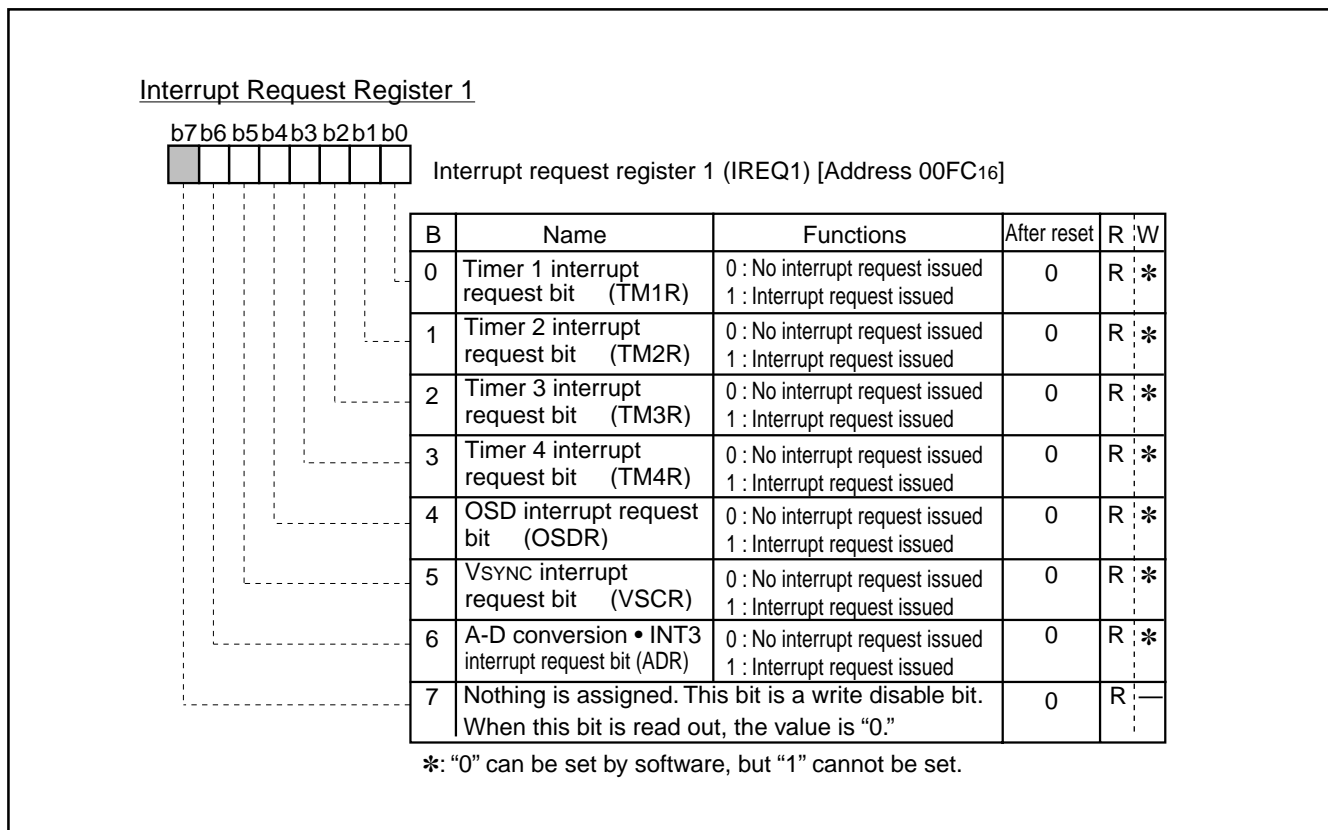 Interrupt Request Register 1
b7b6 b5b4b3 b2b1b0
Interrupt request register 1 (IREQ1) [Address 00FC16]
B Name Functions After reset R W
0 Timer 1 interrupt request bit (TM1R) 0 : No interrupt request issued 1 : Interrupt request issued 0 R ✻
1 Timer 2 interrupt request bit (TM2R) 0 : No interrupt request issued 1 : Interrupt request issued 0 R ✻
2 Timer 3 interrupt request bit (TM3R) 0 : No interrupt request issued 1 : Interrupt request issued 0 R ✻
3 Timer 4 interrupt request bit (TM4R) 0 : No interrupt request issued 1 : Interrupt request issued 0 R ✻
4 OSD interrupt request bit (OSDR) 0 : No interrupt request issued 1 : Interrupt request issued 0 R ✻
5 VSYNC interrupt request bit (VSCR) 0 : No interrupt request issued 1 : Interrupt request issued 0 R ✻
6 A-D conversion • INT3 interrupt request bit (ADR) 0 : No interrupt request issued 1 : Interrupt request issued 0 R ✻
7 Nothing is assigned. This bit is a write disable bit. When this bit is read out, the value is “0.” 0 R —
✻: “0” can be set by software, but “1” cannot be set.